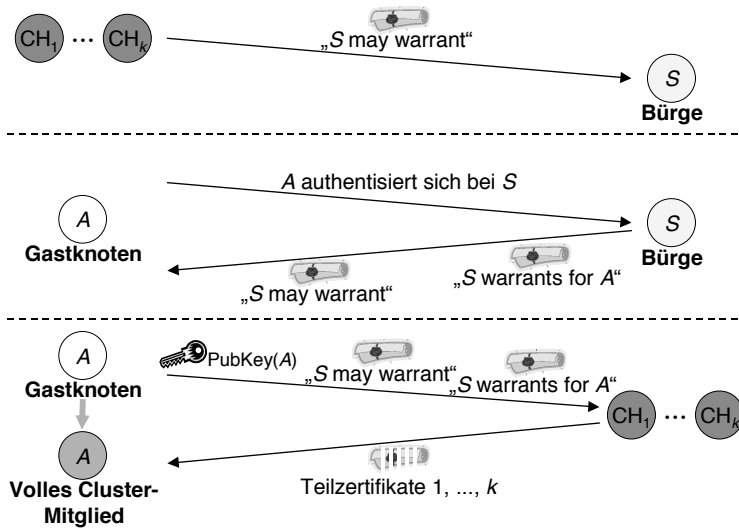 CH1 ... CHk
„S may warrant“
S
Bürge
A authentisiert sich bei S
A
Gastknoten
S
Bürge
„S warrants for A“
„S may warrant“
A
Gastknoten
PubKey(A)
„S may warrant“
„S warrants for A“
CH1 ... CHk
A
Volles Cluster-
Mitglied
Teilzertifikate 1, ..., k